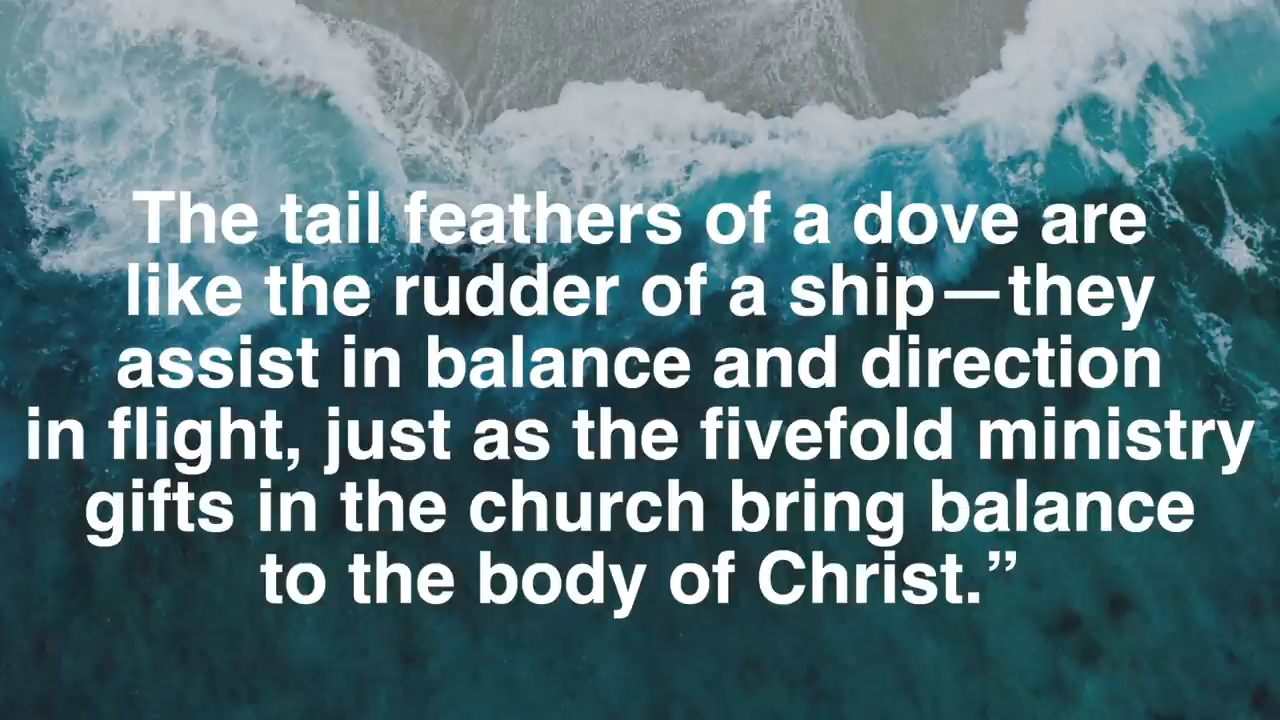 The tail feathers of a dove are
like the rudder of a ship—they
assist in balance and direction
in flight, just as the fivefold ministry
gifts in the church bring balance
to the body of Christ.”